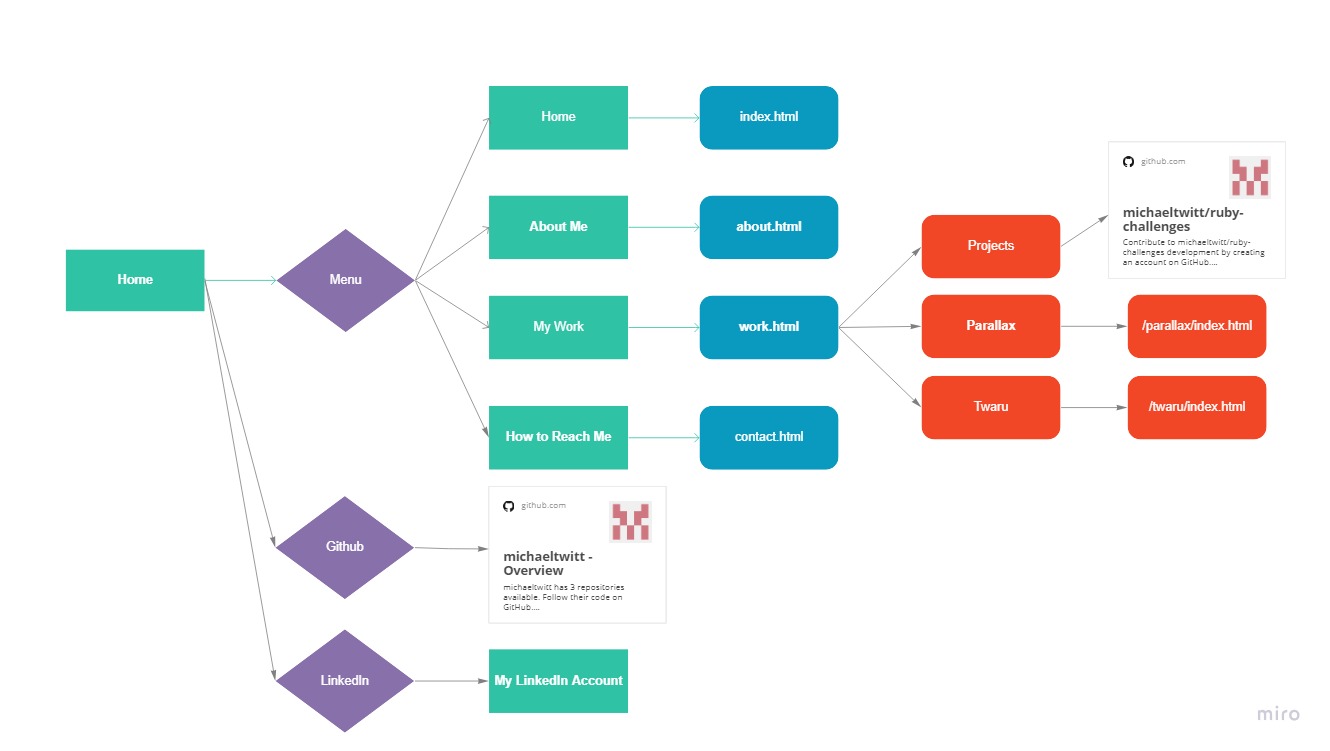 Home
index.html
github.com
michaeltwitt/ruby-
challenges
Contribute to michaeltwitt/ruby-
challenges development by creating
an account on GitHub....
About Me
about.html
Projects
Home
Menu
My Work
work.html
Parallax
/parallax/index.html
Twaru
/twaru/index.html
How to Reach Me
contact.html
github.com
Github
michaeltwitt -
Overview
michaeltwitt has 3 repositories
available. Follow their code on
GitHub....
LinkedIn
My LinkedIn Account
miro